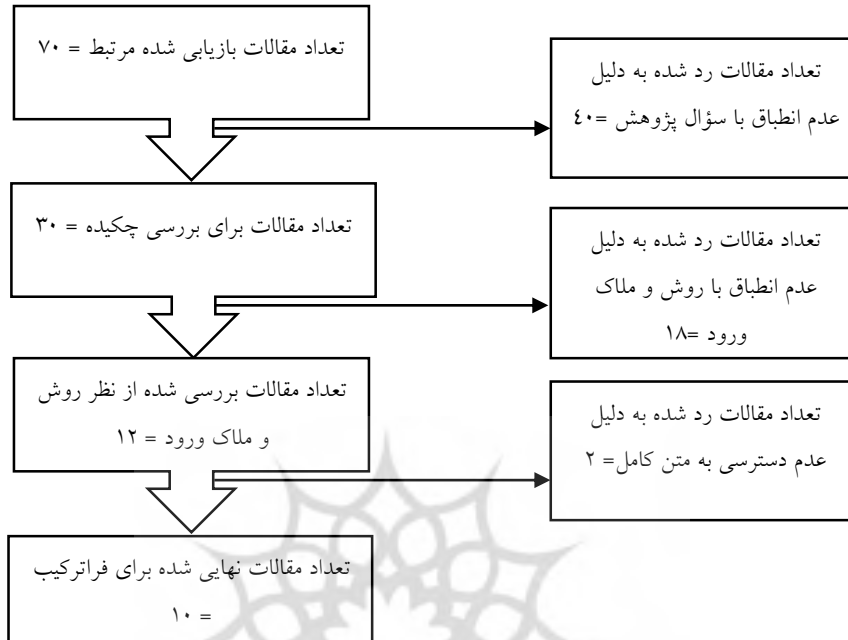 تعداد مقالات بازیابی شده مرتبط = ۷۰
تعداد مقالات رد شده به دلیل
عدم انطباق با سؤال پژوهش =٤۰
تعداد مقالات برای بررسی چکیده = ۳۰
تعداد مقالات رد شده به دلیل
عدم انطباق با روش و ملاک
ورود =۱۸
تعداد مقالات بررسی شده از نظر روش
و ملاک ورود = ۱۲
تعداد مقالات رد شده به دلیل
عدم دسترسی به متن کامل= ۲
تعداد مقالات نهایی شده برای فراترکیب
= ۱۰